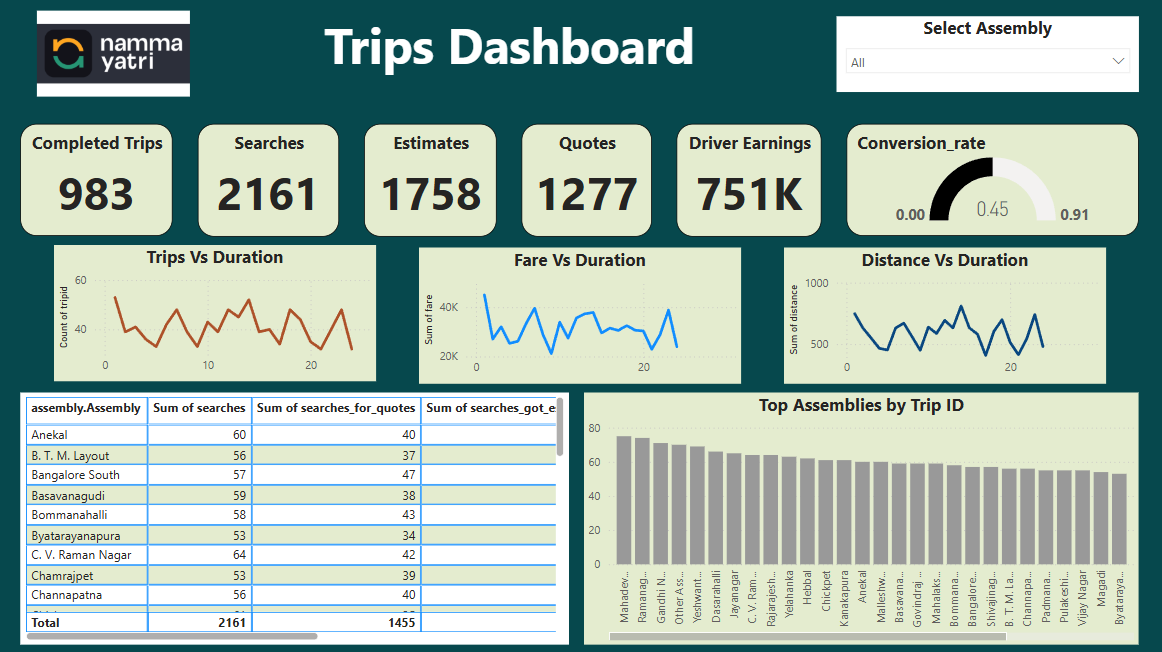 namma
yatri
Trips Dashboard
Select Assembly
All
Completed Trips
983
Searches
2161
Estimates
1758
Quotes
1277
Driver Earnings
751K
Conversion_rate
0.00
0.45
0.91
Trips Vs Duration
Count of tripid
60
40
0 10 20
Fare Vs Duration
Sum of fare
40K
20K
0 20
Distance Vs Duration
Sum of distance
1000
500
0 20
assembly.Assembly Sum of searches Sum of searches_for_quotes Sum of searches_got_e
Anekal 60 40
B. T. M. Layout 56 37
Bangalore South 57 47
Basavanagudi 59 38
Bommanahalli 58 43
Byatarayanapura 53 34
C. V. Raman Nagar 64 42
Chamrajpet 53 39
Channapatna 56 40
Total 2161 1455
Top Assemblies by Trip ID
80
60
40
20
0
Mahadev...
Ramanag...
Gandhi N...
Other Ass...
Yeshwant...
Dasarahalli
Jayanagar
C. V. Ram...
Rajarajesh...
Yelahanka
Hebbal
Chickpet
Kanakapura
Anekal
Malleshw...
Basavana...
Govindraj ...
Mahalaks...
Bommana...
Bangalore...
Shivajinag...
B. T. M. La...
Channapa...
Padmana...
Pulakeshi...
Vijay Nagar
Magadi
Byataraya...